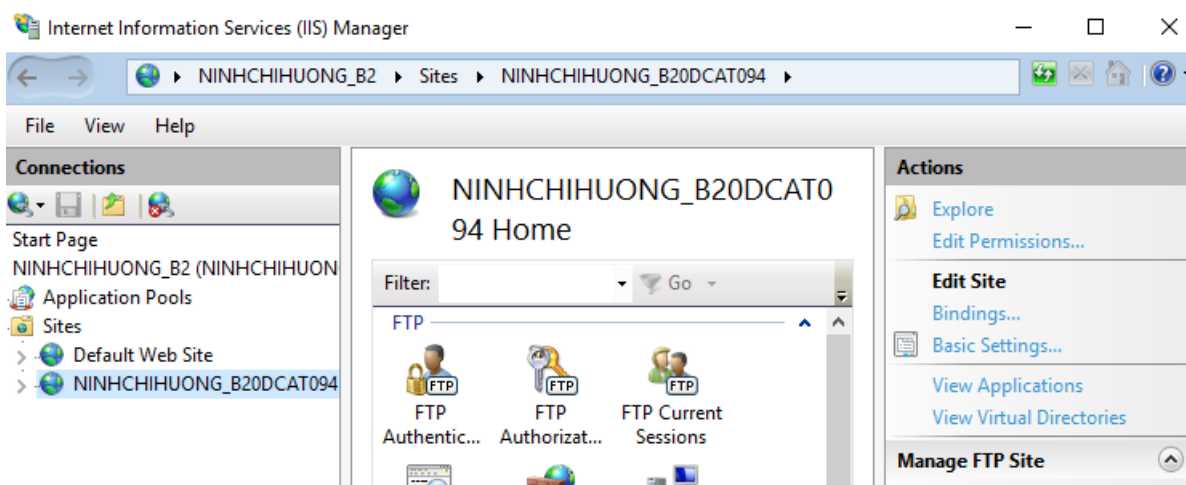 Internet Information Services (IIS) Manager
NINHCHIHUONG_B2 Sites NINHCHIHUONG_B20DCAT094
File View Help
Connections
Start Page
NINHCHIHUONG_B2 (NINHCHIHUON
Application Pools
Sites
Default Web Site
NINHCHIHUONG_B20DCAT094
NINHCHIHUONG_B20DCAT0
94 Home
Filter: Go
FTP
FTP FTP FTP
FTP Authentic...
FTP Authorizat...
FTP Current Sessions
Actions
Explore
Edit Permissions...
Edit Site
Bindings...
Basic Settings...
View Applications
View Virtual Directories
Manage FTP Site